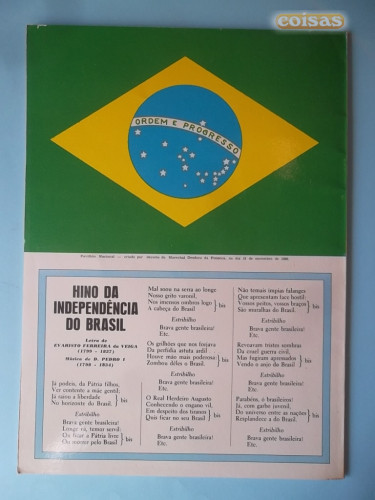 coisas
ORDEM E PROGRESSO
HINO DA
INDEPENDÊNCIA
DO BRASIL
Letra de
EVARISTO FERREIRA da VEIGA
(1799 - 1837)
Música de D. PEDRO I
(1798 - 1834)
Já podeis, da Pátria filhos,
Ver contente a mãe gentil;
Já raiou a liberdade
No horizonte do Brasil.
bis
Estribilho
Brava gente brasileira!
Longe vá, temor servil:
Ou ficar a Pátria livre
Ou morrer pelo Brasil
bis
Mal soou na serra ao longe
Nosso grito varonil,
Nos imensos ombros logo
A cabeça do Brasil
bis
Estribilho
Brava gente brasileira!
Etc.
Os grilhões que nos forjava
Da perfídia astuta ardil
Houve mão mais poderosa
Zombou deles o Brasil.
bis
Estribilho
Brava gente brasileira!
Etc.
O Real Herdeiro Augusto
Conhecendo o engano vil,
Em despeito dos tiranos
Quis ficar no seu Brasil
bis
Estribilho
Brava gente brasileira!
Etc.
Não temais ímpias falanges
Que apresentam face hostil:
Vossos peitos, vossos braços
São muralhas do Brasil.
bis
Estribilho
Brava gente brasileira!
Etc.
Revoavam tristes sombras
Da cruel guerra civil,
Mas fugiram apressadas
Vendo o anjo do Brasil.
bis
Estribilho
Brava gente brasileira!
Etc.
Parabéns, ó brasileiros!
Já, com garbo juvenil,
Do universo entre as nações
Resplandece a do Brasil.
bis
Estribilho
Brava gente brasileira!
Etc.